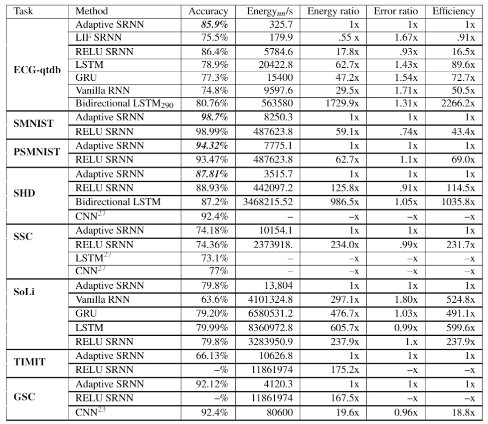 Task Method Accuracy Energymn/s Energy ratio Error ratio Efficiency
Adaptive SRNN 85.9% 325.7 1x 1x 1x
LIF SRNN 75.5% 179.9 .55 x 1.67x .91x
RELU SRNN 86.4% 5784.6 17.8x .93x 16.5x
LSTM 78.9% 20422.8 62.7x 1.43x 89.6x
ECG-qtdb GRU 77.3% 15400 47.2x 1.54x 72.7x
Vanilla RNN 74.8% 9597.6 29.5x 1.71x 50.5x
Bidirectional LSTM290 80.76% 563580 1729.9x 1.31x 2266.2x
SMNIST Adaptive SRNN 98.7% 8250.3 1x 1x 1x
RELU SRNN 98.99% 487623.8 59.1x .74x 43.4x
PSMNIST Adaptive SRNN 94.32% 7775.1 1x 1x 1x
RELU SRNN 93.47% 487623.8 62.7x 1.1x 69.0x
Adaptive SRNN 87.81% 3515.7 1x 1x 1x
SHD RELU SRNN 88.93% 442097.2 125.8x .91x 114.5x
Bidirectional LSTM 87.2% 3468215.52 986.5x 1.05x 1035.8x
CNN27 92.4% – –x –x –x
SSC Adaptive SRNN 74.18% 10154.1 1x 1x 1x
RELU SRNN 74.36% 2373918. 234.0x .99x 231.7x
LSTM27 73.1% – –x –x –x
CNN27 77% – –x –x –x
SoLi Adaptive SRNN 79.8% 13,804 1x 1x 1x
Vanilla RNN 63.6% 4101324.8 297.1x 1.80x 524.8x
GRU 79.20% 6580531.2 476.7x 1.03x 491.1x
LSTM 79.99% 8360972.8 605.7x 0.99x 599.6x
RELU SRNN 79.8% 3283950.9 237.9x 1.x 237.9x
TIMIT Adaptive SRNN 66.13% 10626.8 1x 1x 1x
RELU SRNN –% 11861974 175.2x –x –x
GSC Adaptive SRNN 92.12% 4120.3 1x 1x 1x
RELU SRNN –% 11861974 167.5x –x –x
CNN23 92.4% 80600 19.6x 0.96x 18.8x